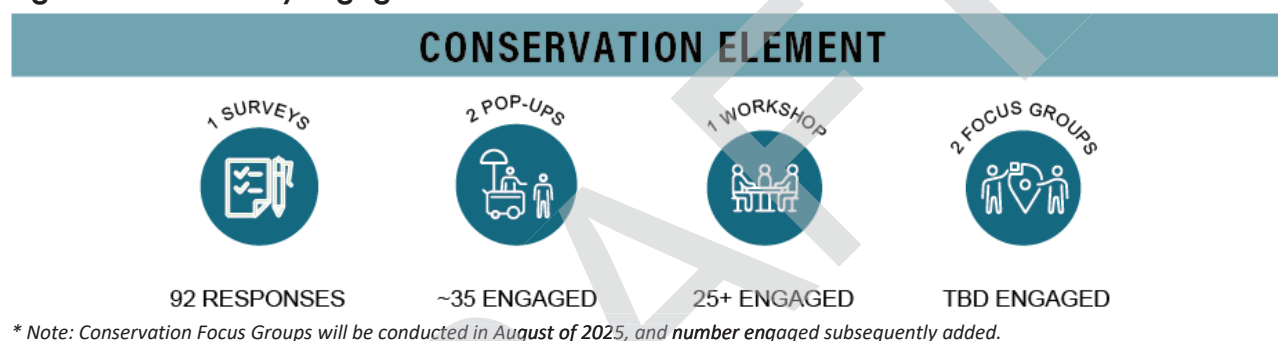 CONSERVATION ELEMENT
1 SURVEYS
2 POP-UPS
1 WORKSHOP
2 FOCUS GROUPS
92 RESPONSES
~35 ENGAGED
25+ ENGAGED
TBD ENGAGED
* Note: Conservation Focus Groups will be conducted in August of 2025, and number engaged subsequently added.